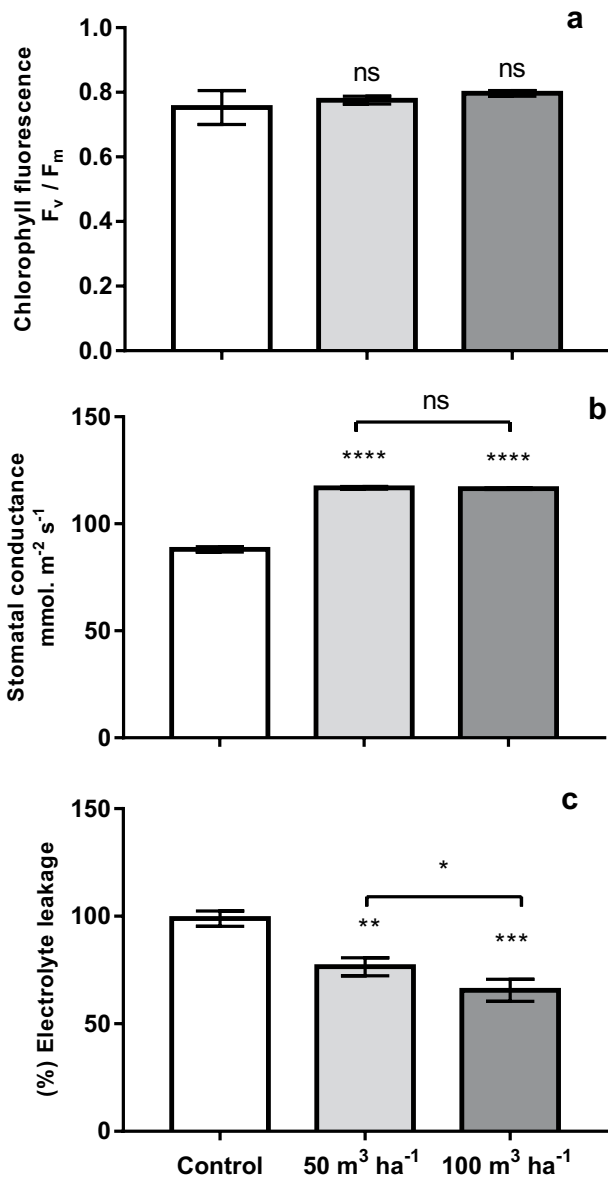 a
1.0
0.8
0.6
0.4
0.2
0.0
Chlorophyll fluorescence
Fᵥ / Fₘ
ns
ns
b
150
100
50
0
Stomatal conductance
mmol. m⁻² s⁻¹
ns
****
****
c
150
100
50
0
(%) Electrolyte leakage
*
**
***
Control 50 m³ ha⁻¹ 100 m³ ha⁻¹